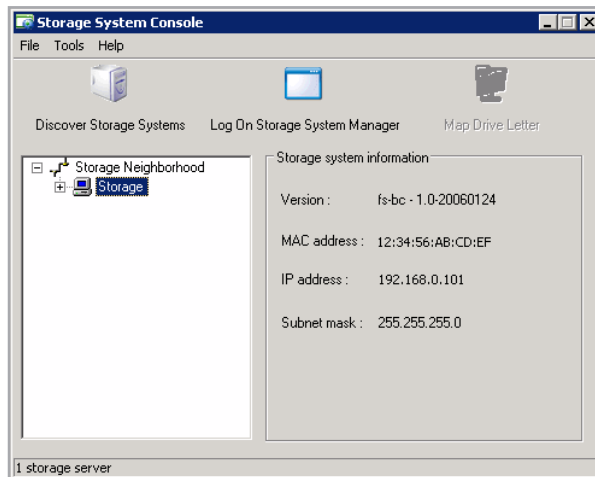 Storage System Console
File Tools Help
Discover Storage Systems Log On Storage System Manager Map Drive Letter
Storage Neighborhood
Storage
Storage system information
Version : fs-bc - 1.0-20060124
MAC address : 12:34:56:AB:CD:EF
IP address : 192.168.0.101
Subnet mask : 255.255.255.0
1 storage server